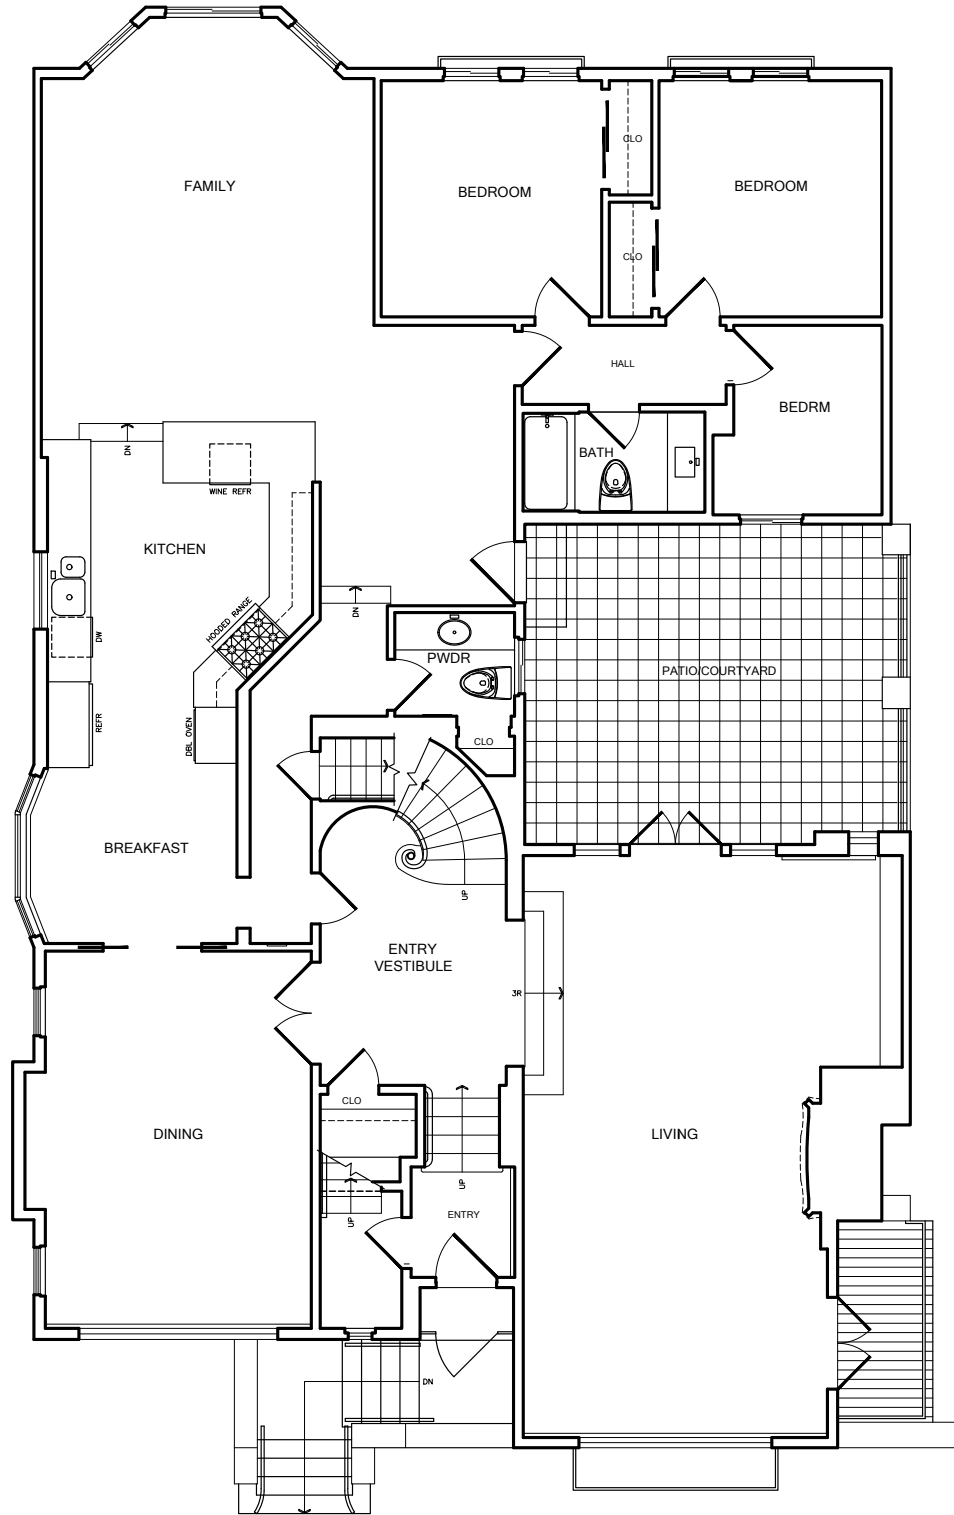 FAMILY
BEDROOM
CLO
BEDROOM
CLO
HALL
BEDRM
DN
BATH
WINE REFR
KITCHEN
HOODED RANGE
DN
DW
PWDR
PATIO/COURTYARD
REFR
DBL OVEN
CLO
BREAKFAST
UP
ENTRY
VESTIBULE
3R
CLO
DINING
LIVING
UP
UP
ENTRY
DN